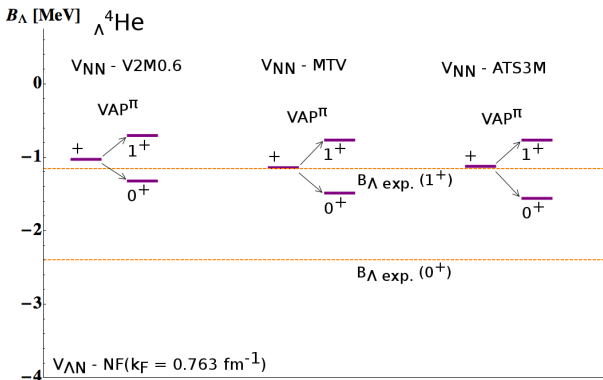 B_Λ [MeV]
_Λ^4He
V_NN - V2M0.6
V_NN - MTV
V_NN - ATS3M
VAP^π
VAP^π
VAP^π
0
−1
−2
−3
−4
+
1^+
0^+
+
1^+
0^+
+
1^+
0^+
B_Λ exp. (1^+)
B_Λ exp. (0^+)
V_ΛN - NF(k_F = 0.763 fm^-1)